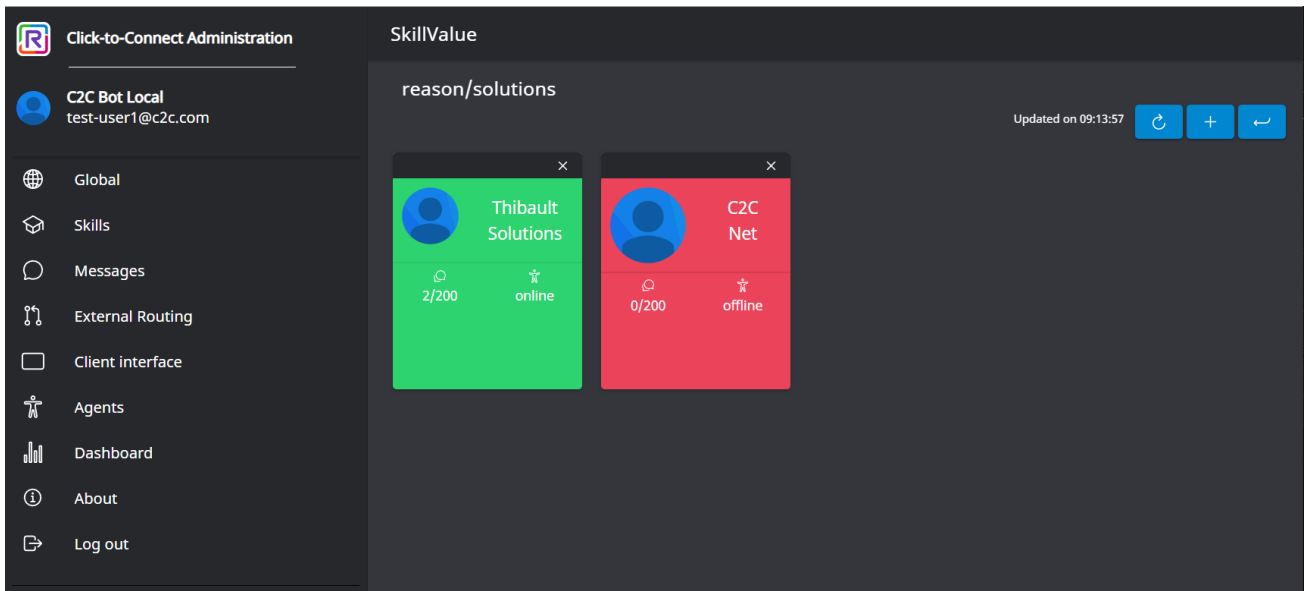 R
Click-to-Connect Administration
C2C Bot Local
test-user1@c2c.com
Global
Skills
Messages
External Routing
Client interface
Agents
Dashboard
About
Log out
SkillValue
reason/solutions
Updated on 09:13:57
Thibault
Solutions
2/200
online
C2C
Net
0/200
offline